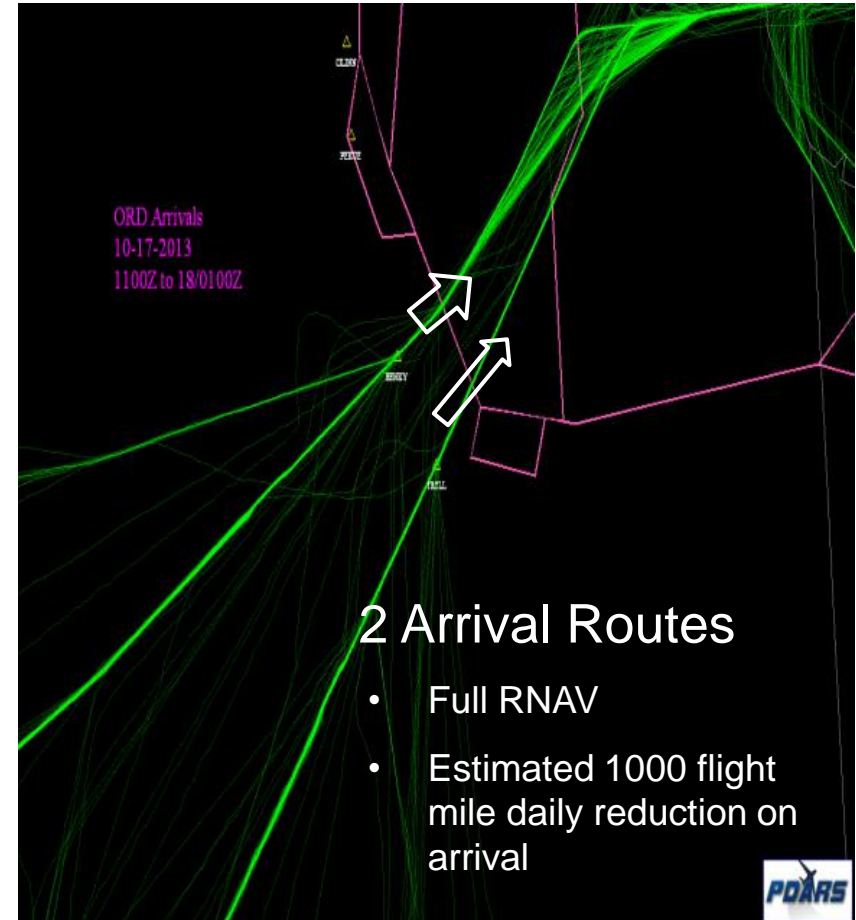 ORD Arrivals
10-17-2013
1100Z to 18/0100Z
BENKY
2 Arrival Routes
• Full RNAV
• Estimated 1000 flight
mile daily reduction on
arrival
PDARS